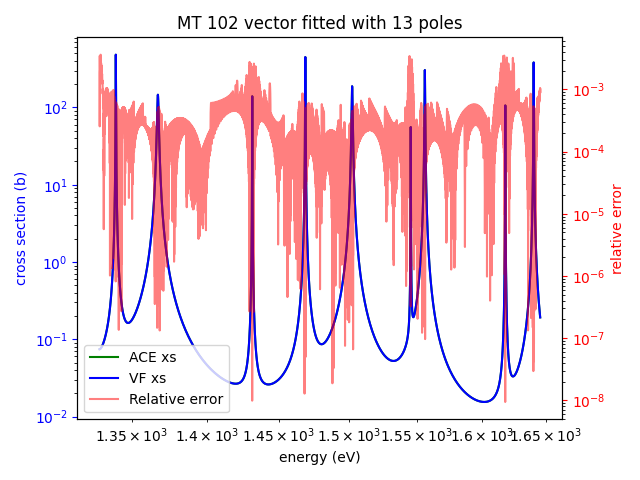 MT 102 vector fitted with 13 poles
cross section (b)
10²
10¹
10⁰
10⁻¹
10⁻²
10⁻³
10⁻⁴
10⁻⁵
10⁻⁶
10⁻⁷
10⁻⁸
relative error
ACE xs
VF xs
Relative error
1.35×10³ 1.4×10³ 1.45×10³ 1.5×10³ 1.55×10³ 1.6×10³ 1.65×10³
energy (eV)